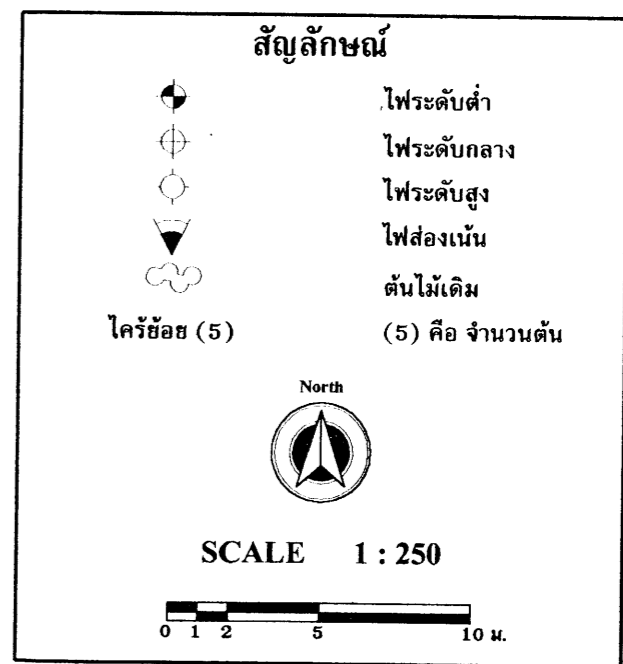 สัญลักษณ์
ไฟระดับต่ำ
ไฟระดับกลาง
ไฟระดับสูง
ไฟส่องเน้น
ต้นไม้เดิม
ไคร้ย้อย (5) (5) คือ จำนวนต้น
North
SCALE 1 : 250
0 1 2 5 10 ม.